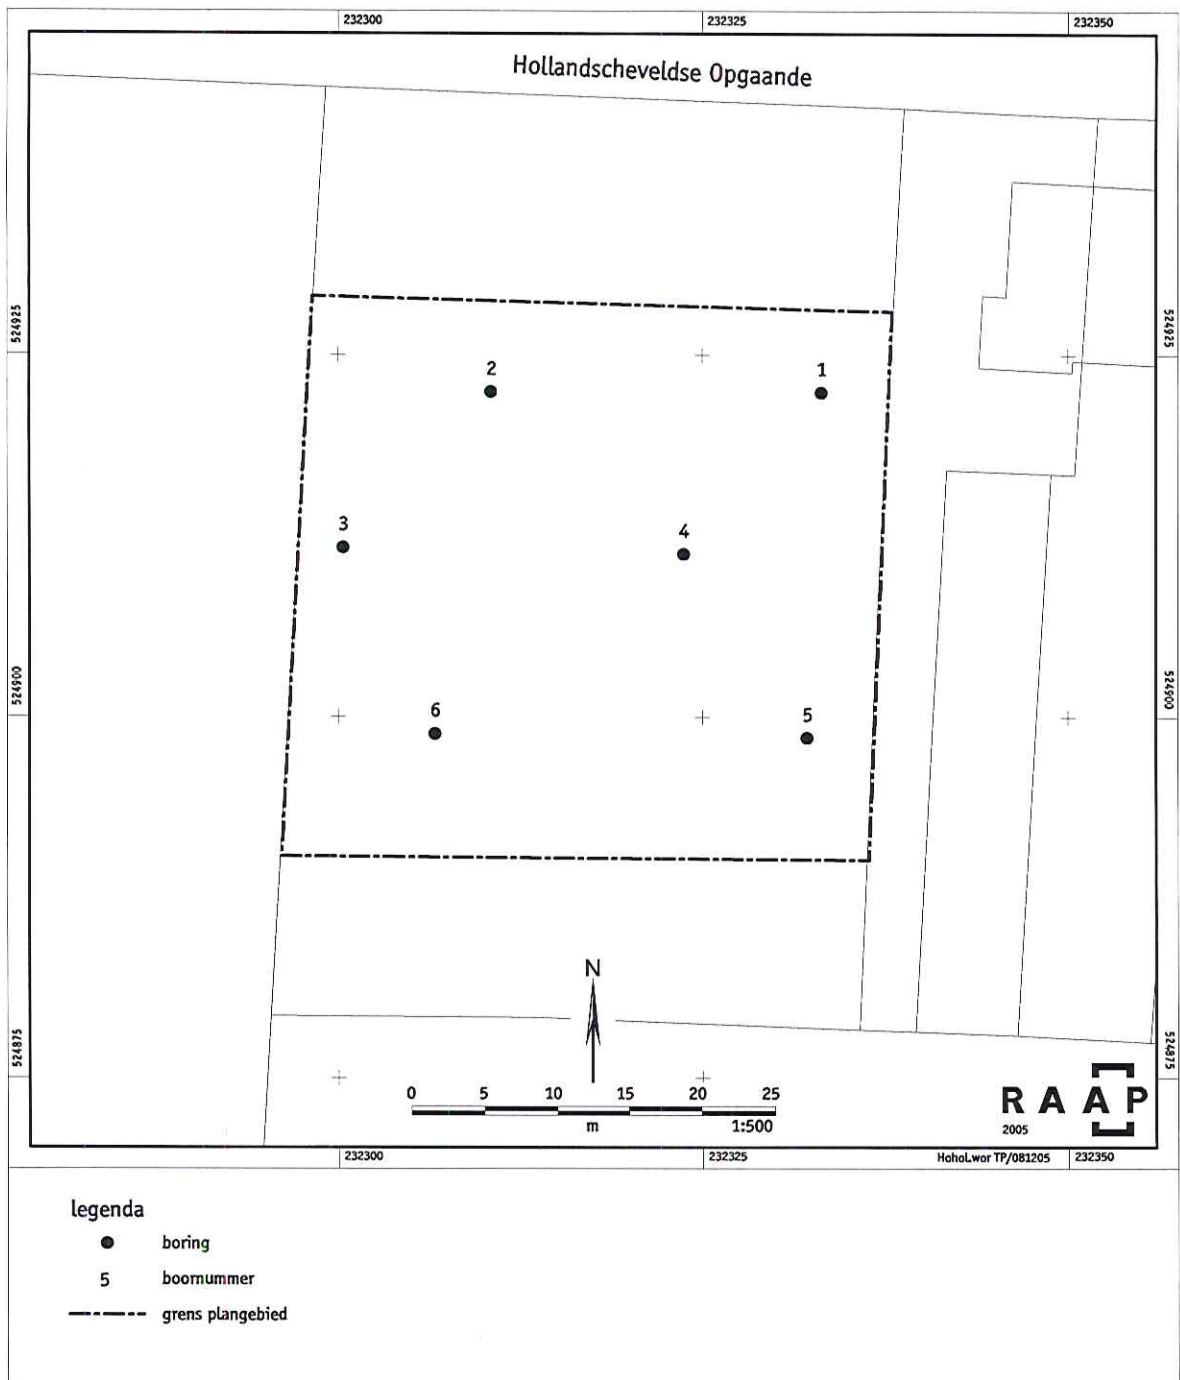 232300 232325 232350
Hollandscheveldse Opgaande
524925 524925
2 1
3 4
524900 524900
6 5
N
524875 524875
0 5 10 15 20 25
m 1:500
RAAP
2005
HohoLwor TP/081205
232300 232325 232350
legenda
boring
5 boornummer
grens plangebied